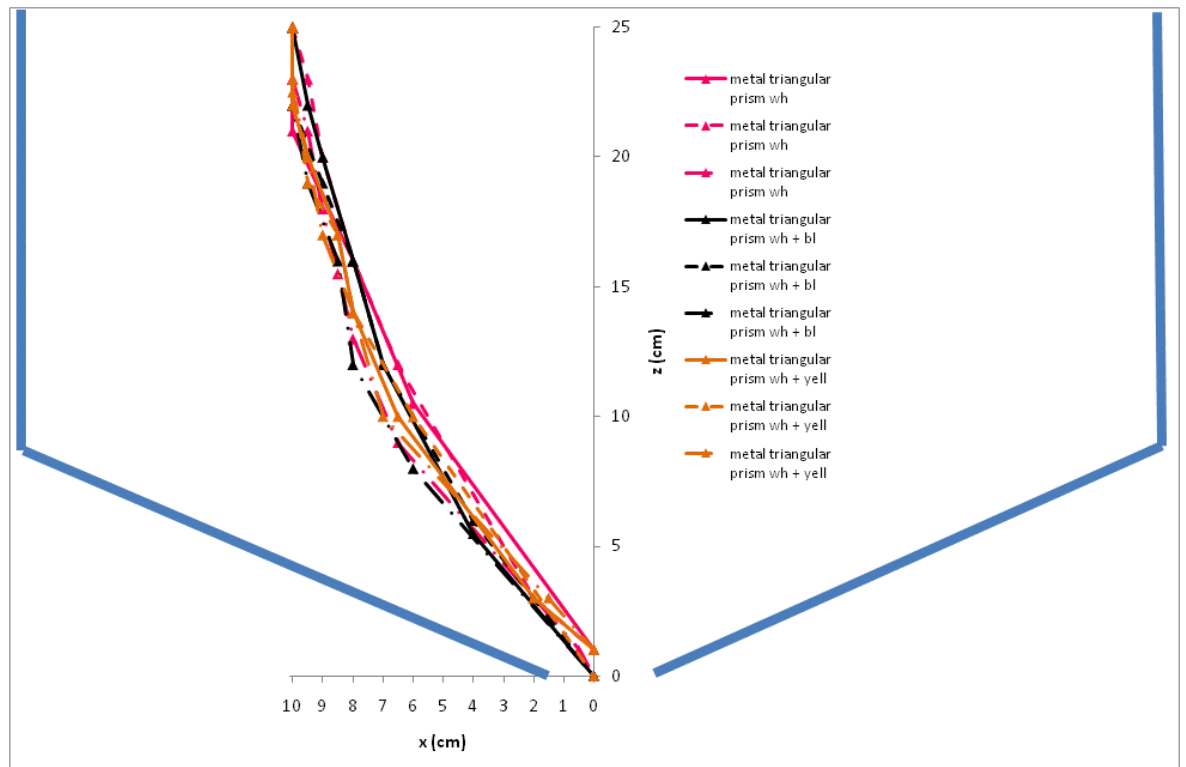 25
20
15
10
5
0
z (cm)
metal triangular
prism wh
metal triangular
prism wh
metal triangular
prism wh
metal triangular
prism wh + bl
metal triangular
prism wh + bl
metal triangular
prism wh + bl
metal triangular
prism wh + yell
metal triangular
prism wh + yell
metal triangular
prism wh + yell
10 9 8 7 6 5 4 3 2 1 0
x (cm)